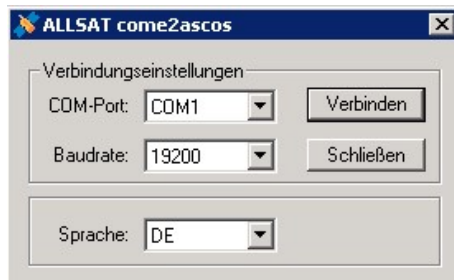 ALLSAT come2ascos
Verbindungseinstellungen
COM-Port: COM1 Verbinden
Baudrate: 19200 Schließen
Sprache: DE